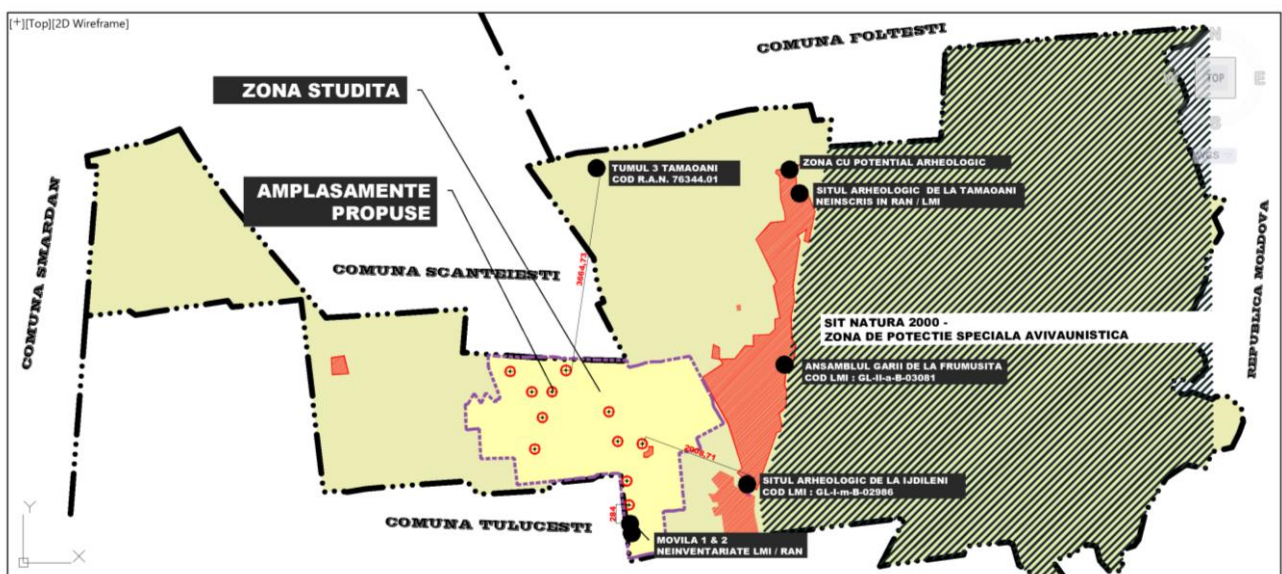 [+][Top][2D Wireframe]
COMUNA FOLTESTI
N
TOP
E
S
ZONA STUDITA
TUMUL 3 TAMAOANI
COD R.A.N. 76344.01
ZONA CU POTENTIAL ARHEOLOGIC
SITUL ARHEOLOGIC DE LA TAMAOANI
NEINSCRIS IN RAN / LMI
AMPLASAMENTE
PROPUSE
COMUNA SMARDAN
COMUNA SCANTEIESTI
3664,73
REPUBLICA MOLDOVA
SIT NATURA 2000 -
ZONA DE POTECTIE SPECIALA AVIVAUNISTICA
ANSAMBLUL GARII DE LA FRUMUSITA
COD LMI : GL-II-a-B-03081
SITUL ARHEOLOGIC DE LA IJDILENI
COD LMI : GL-I-m-B-02986
284
COMUNA TULUCESTI
MOVILA 1 & 2
NEINVENTARIATE LMI / RAN
Y
X